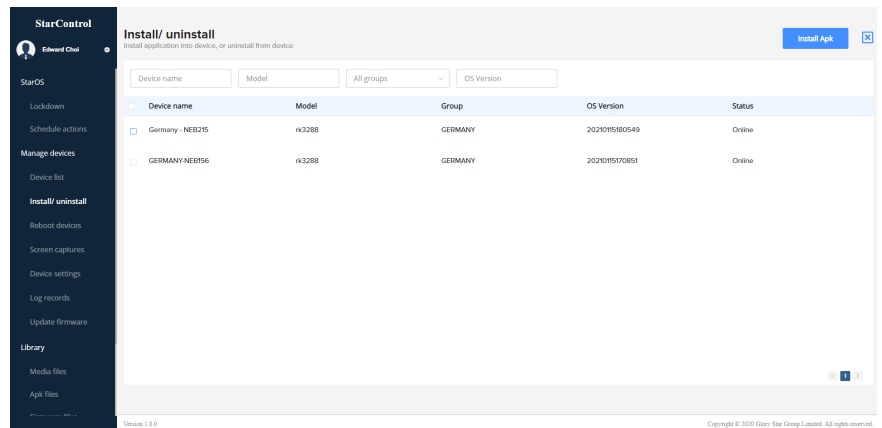 StarControl
Edward Choi
StarOS
Lockdown
Schedule actions
Manage devices
Device list
Install/ uninstall
Reboot devices
Screen captures
Device settings
Log records
Update firmware
Library
Media files
Apk files
Install/ uninstall
Install application into device, or uninstall from device
Install Apk
Device name Model All groups OS Version
Device name Model Group OS Version Status
Germany - NEB215 rk3288 GERMANY 20210115180549 Online
GERMANY-NEB156 rk3288 GERMANY 20210115170851 Online
1
Version 1.0.0
Copyright © 2020 Glory Star Group Limited. All rights reserved.